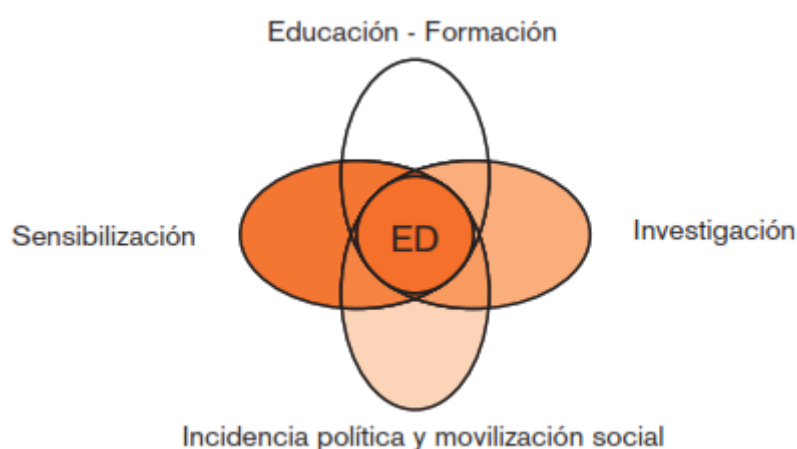 Educación - Formación
Sensibilización
ED
Investigación
Incidencia política y movilización social